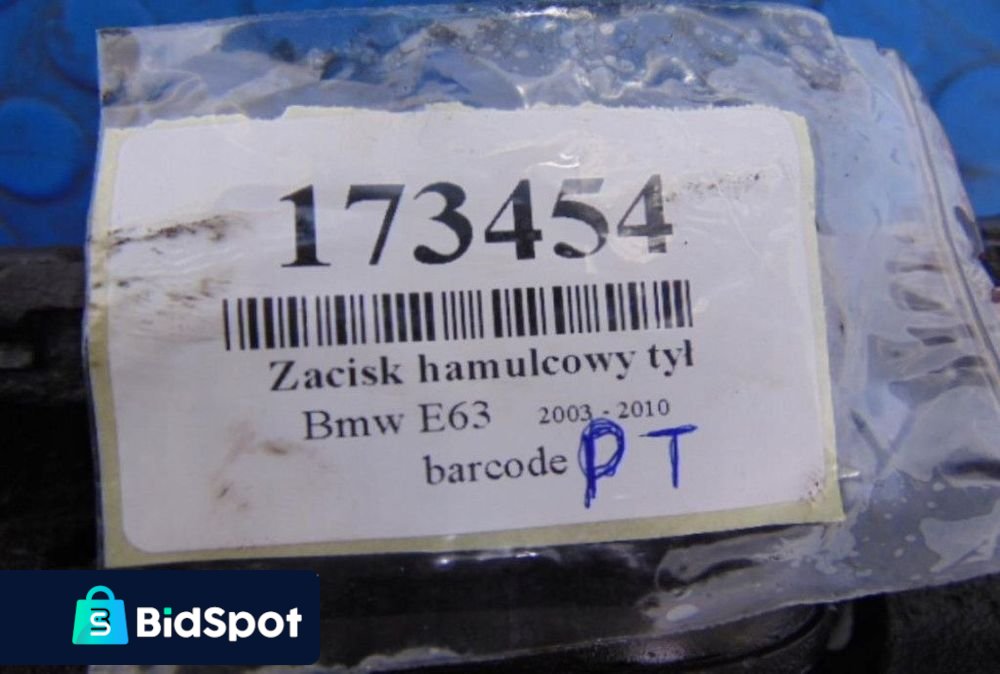 173454
Zacisk hamulcowy tył
Bmw E63 2003 - 2010
barcode PT
BidSpot